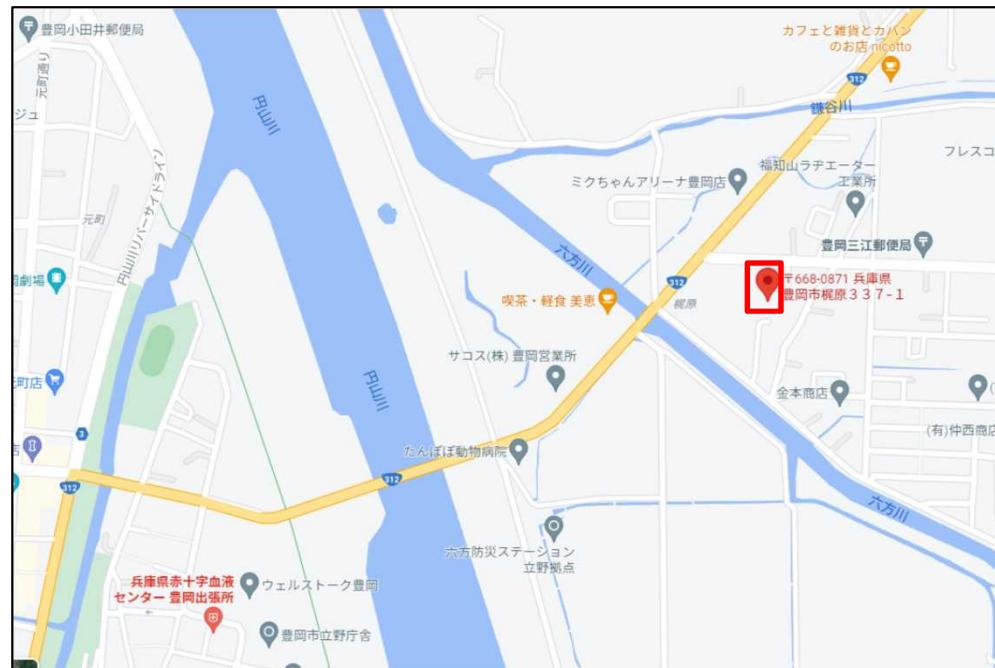 豊岡小田井郵便局
元町通り
ジュ
円山川
円山川リバーサイドライン
元町
カフェと雑貨とカバン
のお店 nicotto
312
鎌谷川
フレスコ
福知山ラヂエーター
工業所
ミクちゃんアリーナ豊岡店
豊岡三江郵便局
六方川
312
〒668-0871 兵庫県
豊岡市梶原337-1
梶原
岡劇場
喫茶・軽食 美恵
サコス(株) 豊岡営業所
円山川
元町店
金本商店
(有)仲西商店
3
店
たんぽぽ動物病院
312
312
六方川
六方防災ステーション
立野拠点
兵庫県赤十字血液
センター 豊岡出張所
ウェルストーク豊岡
豊岡市立野庁舎